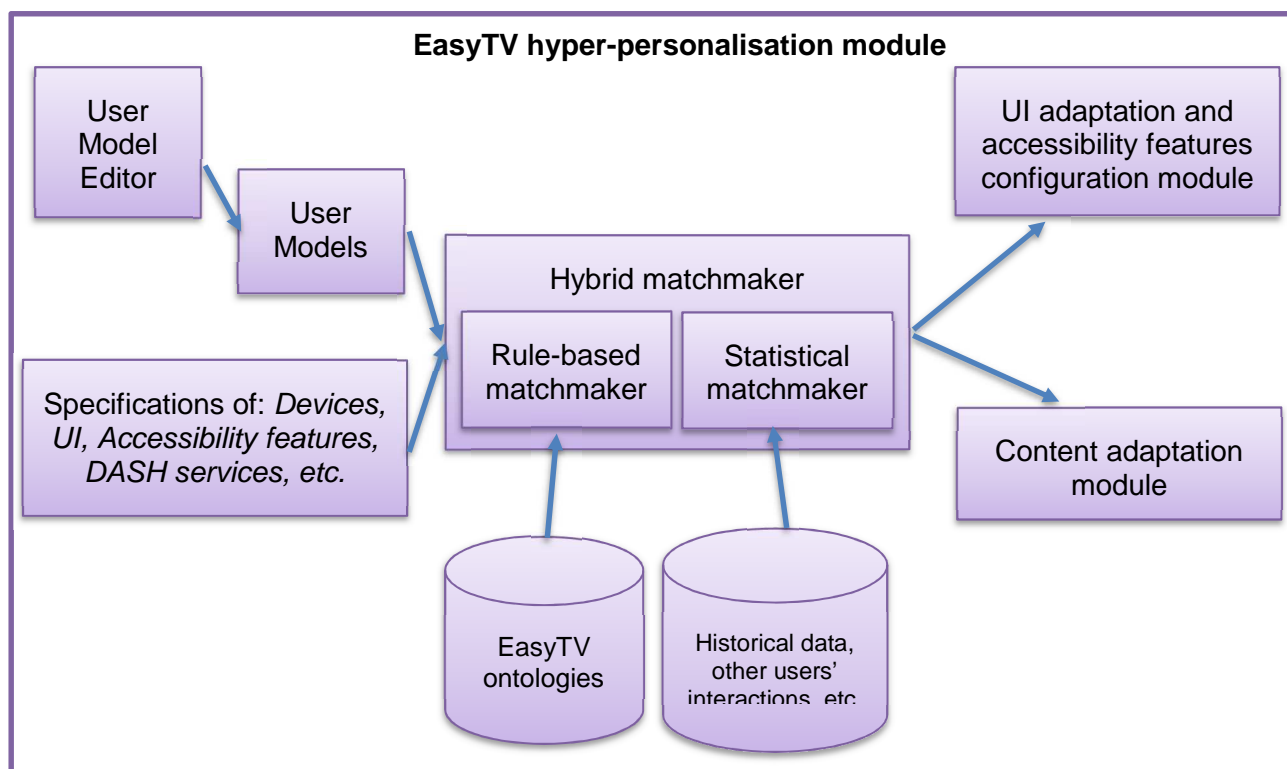 EasyTV hyper-personalisation module
User
Model
Editor
User
Models
Specifications of: Devices,
UI, Accessibility features,
DASH services, etc.
Hybrid matchmaker
Rule-based
matchmaker
Statistical
matchmaker
UI adaptation and
accessibility features
configuration module
Content adaptation
module
EasyTV
ontologies
Historical data,
other users’
interactions, etc